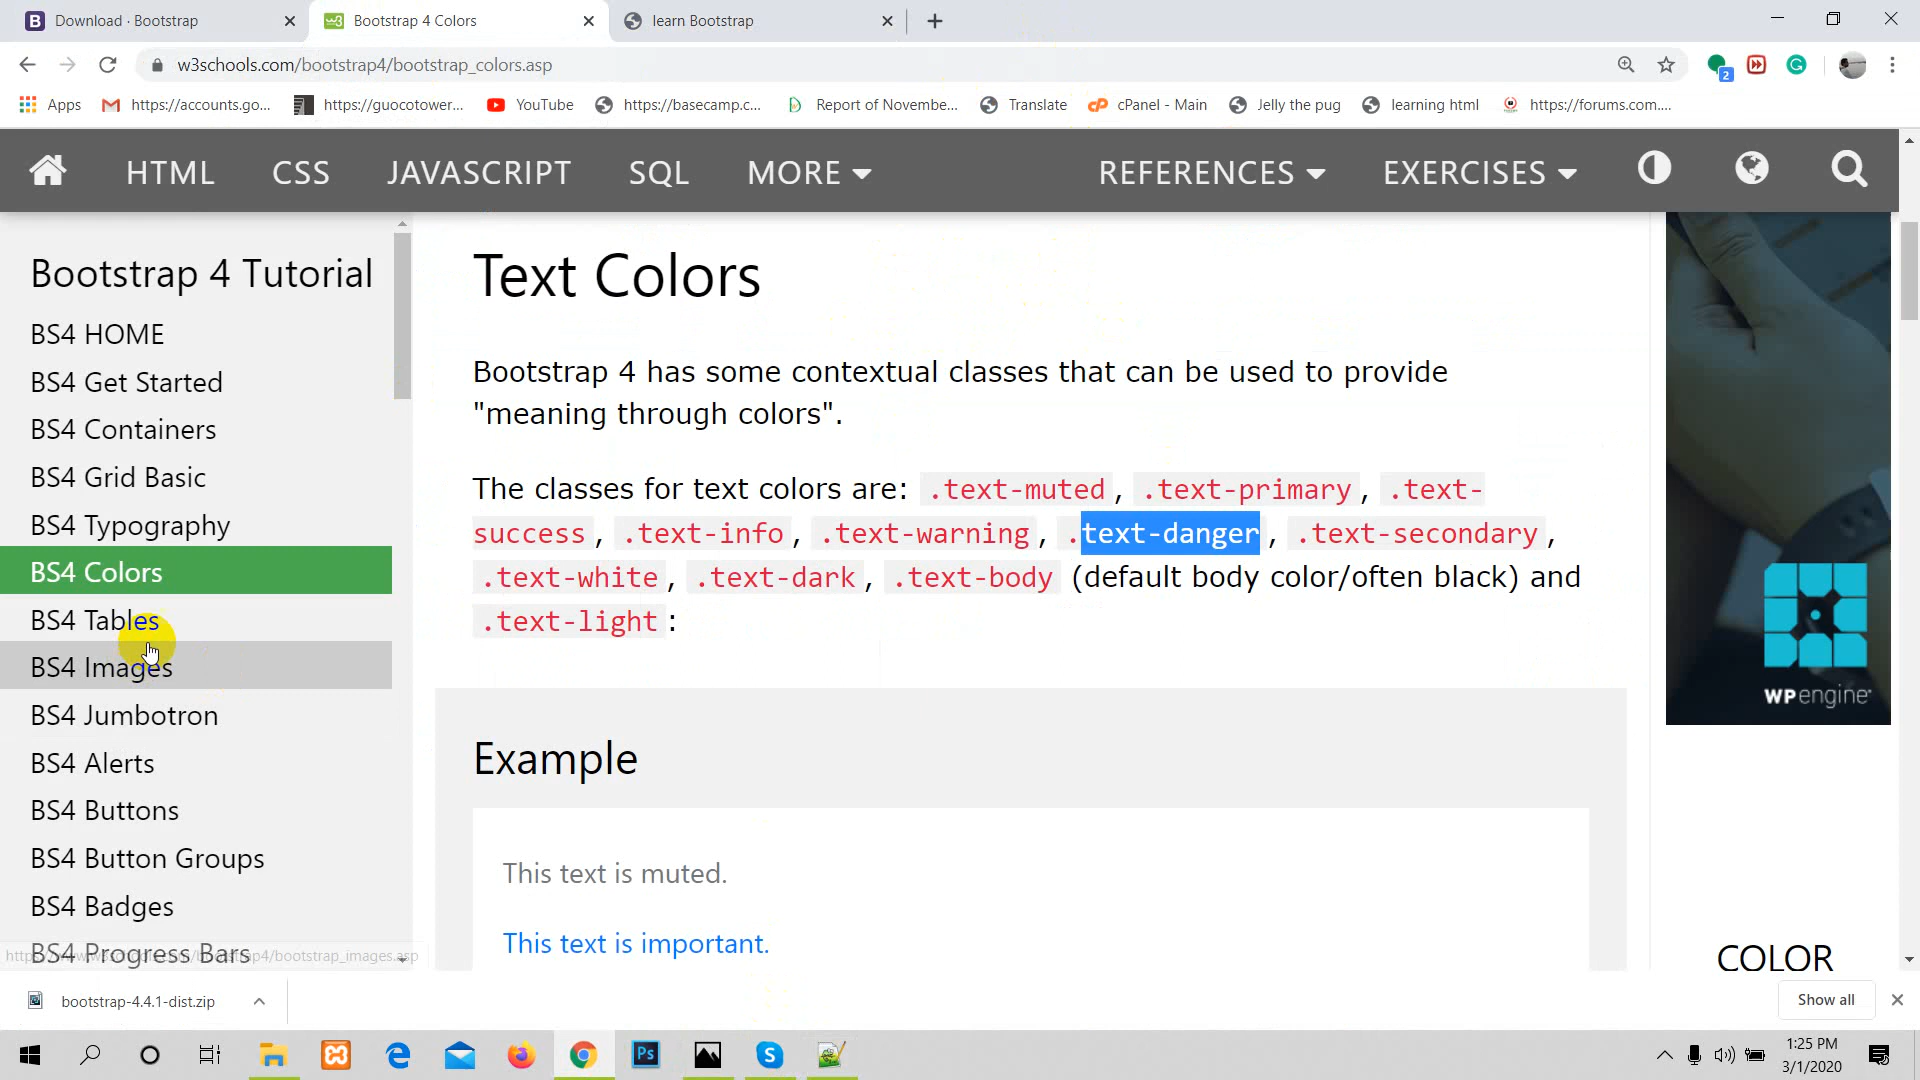 Download · Bootstrap
Bootstrap 4 Colors
learn Bootstrap
w3schools.com/bootstrap4/bootstrap_colors.asp
2
Apps
https://accounts.go...
https://guocotower...
YouTube
https://basecamp.c...
Report of Novembe...
Translate
cPanel - Main
Jelly the pug
learning html
https://forums.com....
HTML
CSS
JAVASCRIPT
SQL
MORE
REFERENCES
EXERCISES
Bootstrap 4 Tutorial
BS4 HOME
BS4 Get Started
BS4 Containers
BS4 Grid Basic
BS4 Typography
BS4 Colors
BS4 Tables
BS4 Images
BS4 Jumbotron
BS4 Alerts
BS4 Buttons
BS4 Button Groups
BS4 Badges
BS4 Progress Bars
Text Colors
Bootstrap 4 has some contextual classes that can be used to provide
"meaning through colors".
The classes for text colors are: .text-muted, .text-primary, .text-
success, .text-info, .text-warning, .text-danger, .text-secondary,
.text-white, .text-dark, .text-body (default body color/often black) and
.text-light:
Example
This text is muted.
This text is important.
WPengine
COLOR
bootstrap-4.4.1-dist.zip
Show all
Ps
1:25 PM
3/1/2020